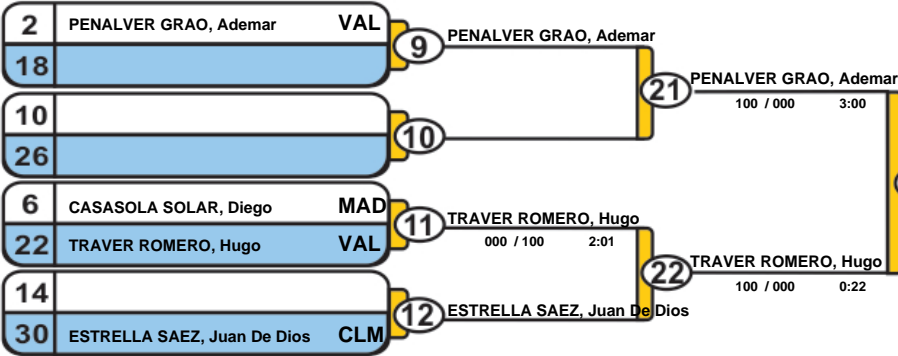 2 PENALVER GRAO, Ademar VAL
18
9
PENALVER GRAO, Ademar
10
26
10
21
PENALVER GRAO, Ademar
100 / 000 3:00
6 CASASOLA SOLAR, Diego MAD
22 TRAVER ROMERO, Hugo VAL
11
TRAVER ROMERO, Hugo
000 / 100 2:01
14
30 ESTRELLA SAEZ, Juan De Dios CLM
12
ESTRELLA SAEZ, Juan De Dios
22
TRAVER ROMERO, Hugo
100 / 000 0:22